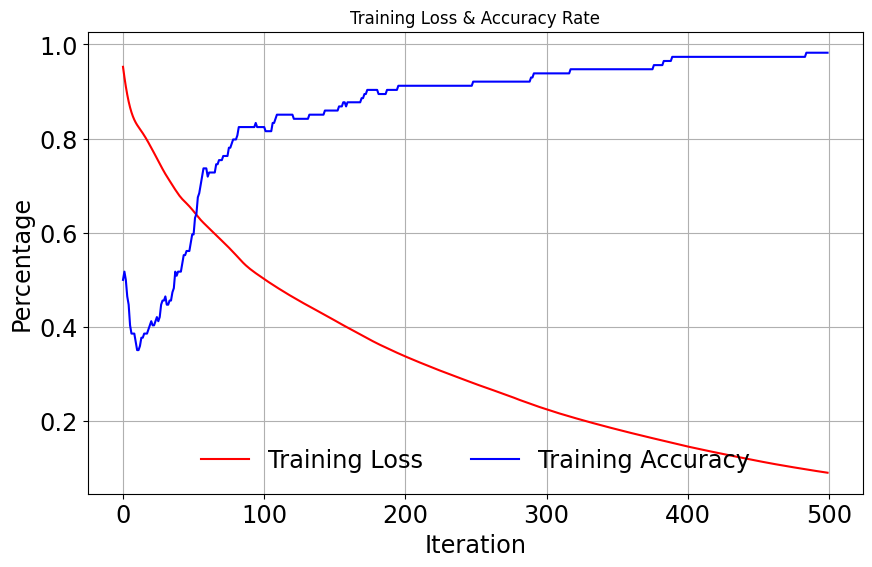 Training Loss & Accuracy Rate
1.0
0.8
0.6
0.4
0.2
Percentage
Training Loss
Training Accuracy
0
100
200
300
400
500
Iteration